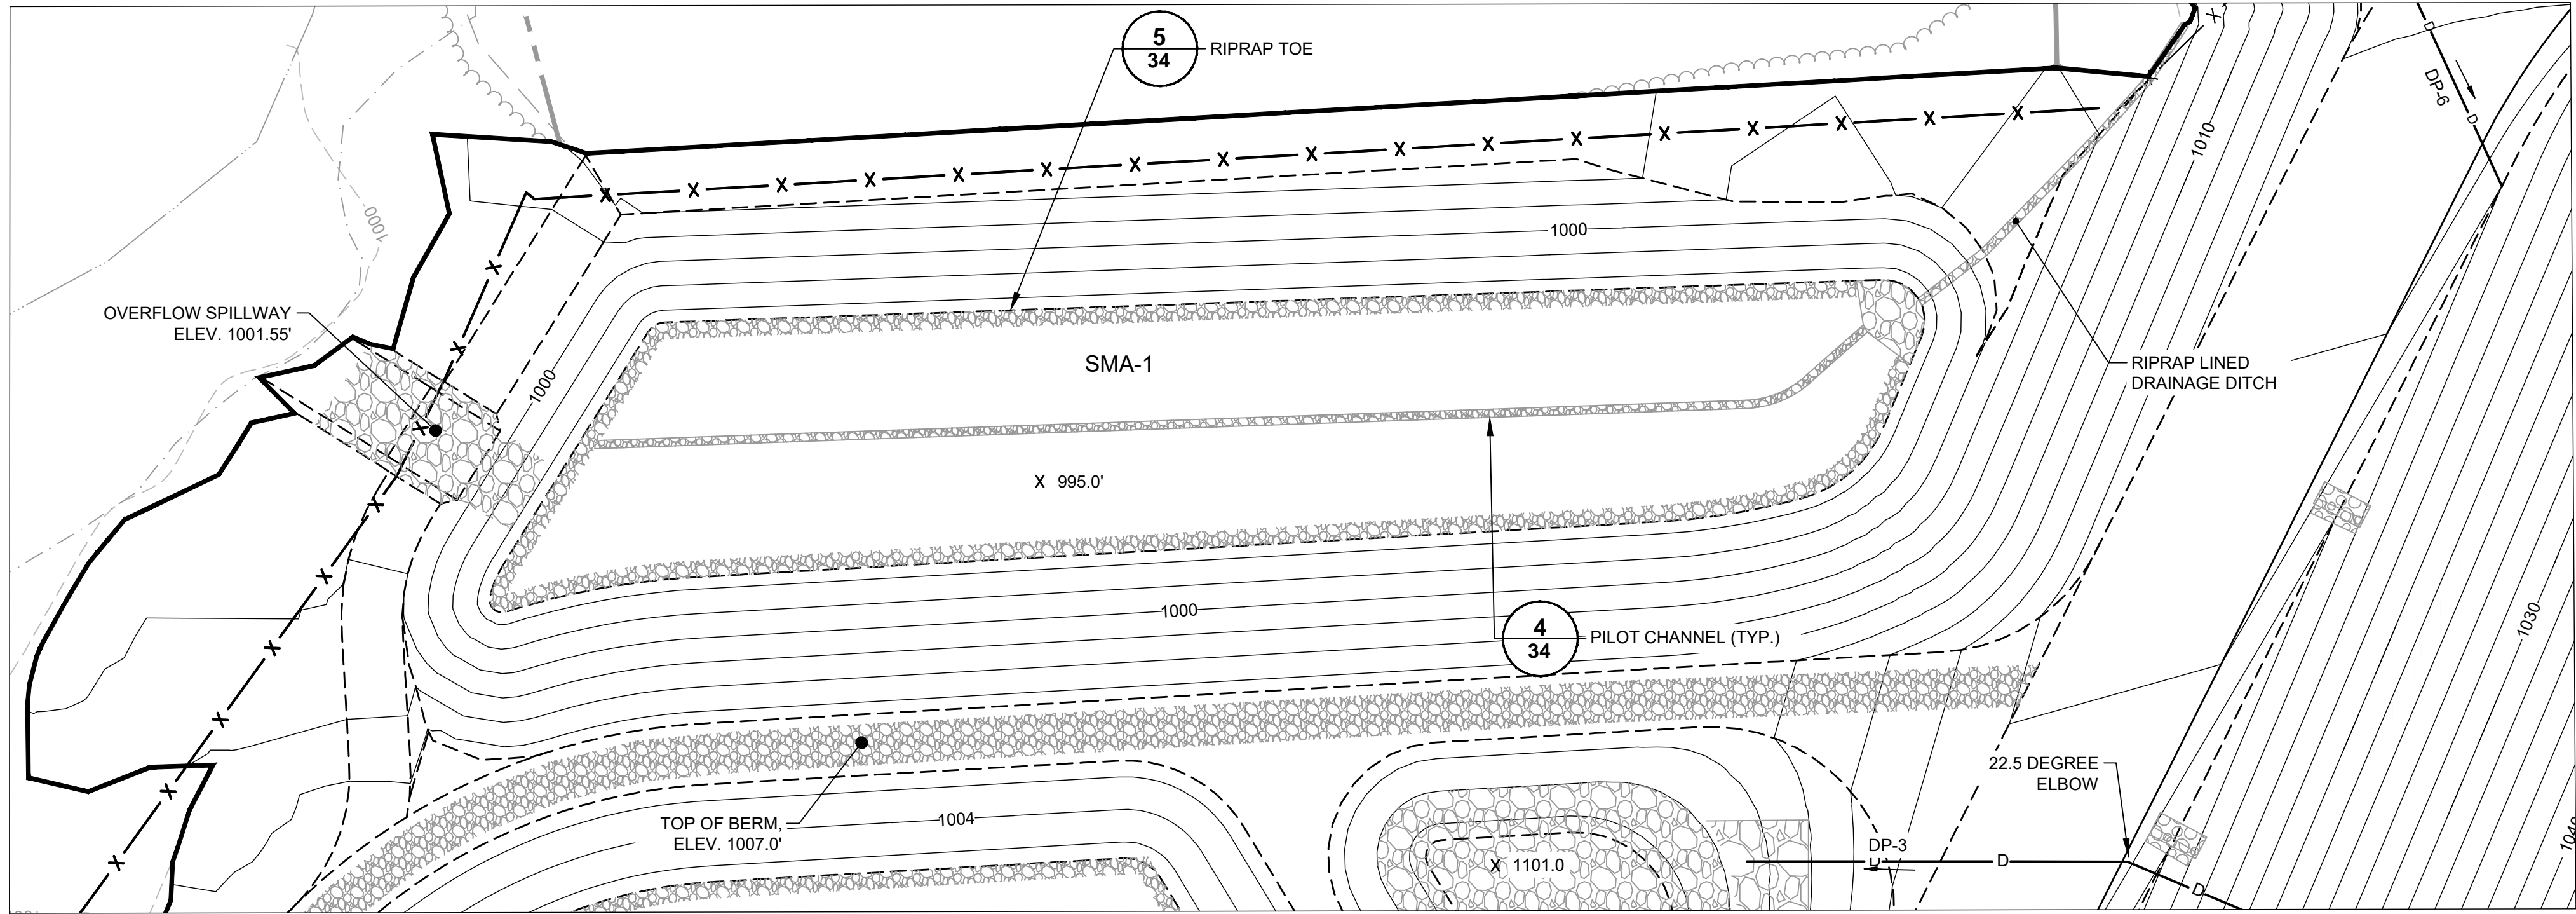 5
34
RIPRAP TOE
DP-6
D
D
X
1010
1000
1000
OVERFLOW SPILLWAY
ELEV. 1001.55'
1000
SMA-1
RIPRAP LINED
DRAINAGE DITCH
X 995.0'
1000
4
34
PILOT CHANNEL (TYP.)
1030
22.5 DEGREE
ELBOW
TOP OF BERM,
ELEV. 1007.0'
1004
X 1101.0
DP-3
D
D
D